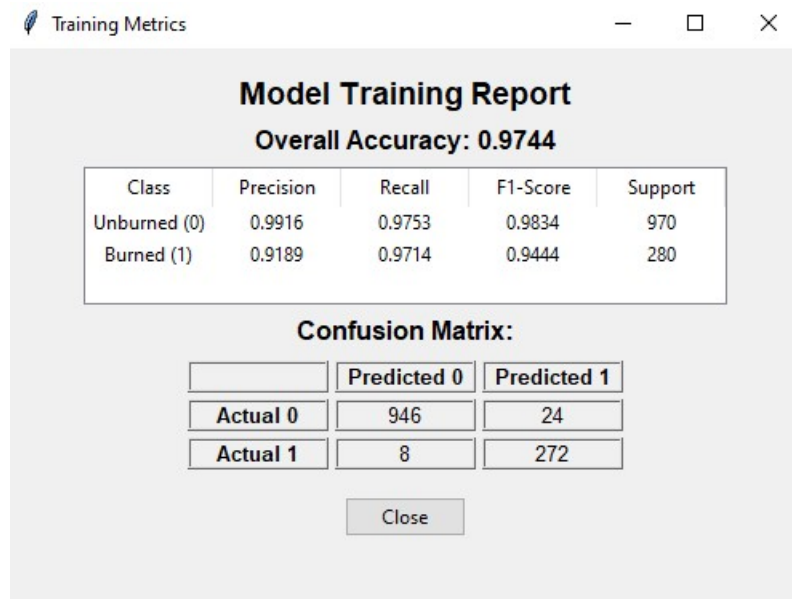 Training Metrics
Model Training Report
Overall Accuracy: 0.9744
Class Precision Recall F1-Score Support
Unburned (0) 0.9916 0.9753 0.9834 970
Burned (1) 0.9189 0.9714 0.9444 280
Confusion Matrix:
Predicted 0 Predicted 1
Actual 0 946 24
Actual 1 8 272
Close